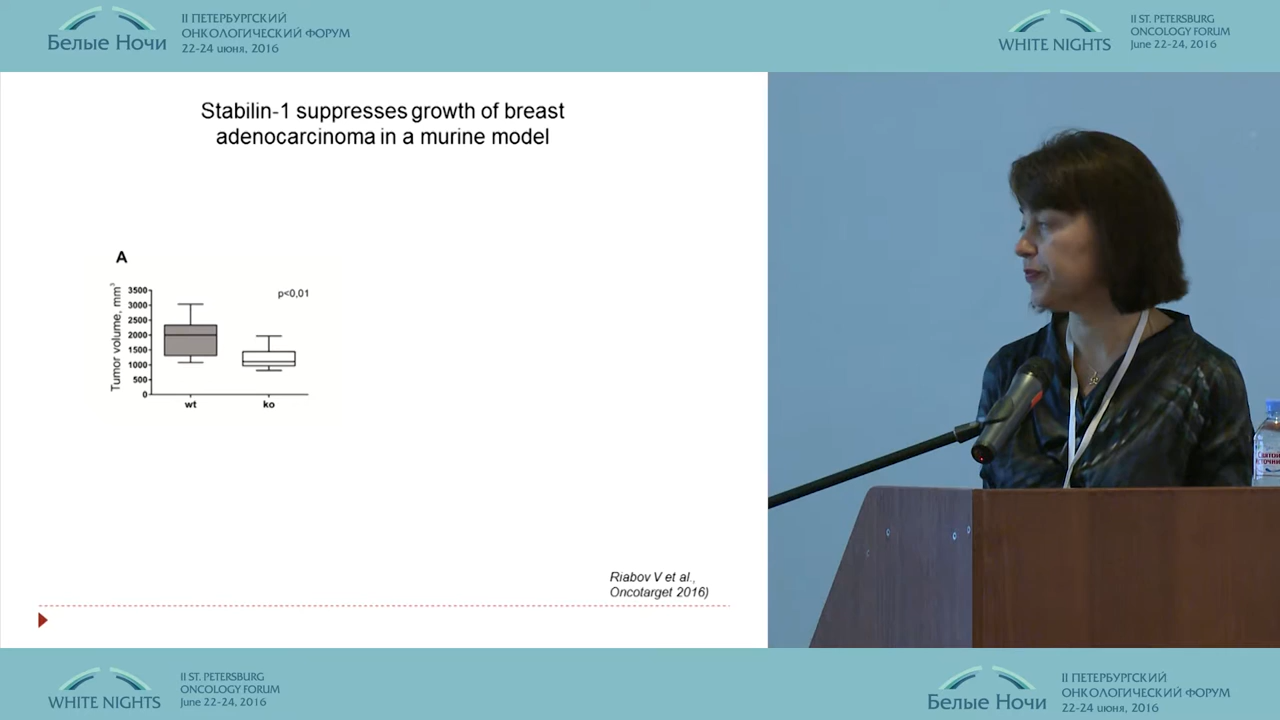 Белые Ночи
II ПЕТЕРБУРГСКИЙ
ОНКОЛОГИЧЕСКИЙ ФОРУМ
22-24 июня, 2016
WHITE NIGHTS
II ST. PETERSBURG
ONCOLOGY FORUM
June 22-24, 2016
Stabilin-1 suppresses growth of breast
adenocarcinoma in a murine model
A
p<0,01
Tumor volume, mm³
3500
3000
2500
2000
1500
1000
500
0
wt
ko
Riabov V et al.,
Oncotarget 2016)
WHITE NIGHTS
II ST. PETERSBURG
ONCOLOGY FORUM
June 22-24, 2016
Белые Ночи
II ПЕТЕРБУРГСКИЙ
ОНКОЛОГИЧЕСКИЙ ФОРУМ
22-24 июня, 2016